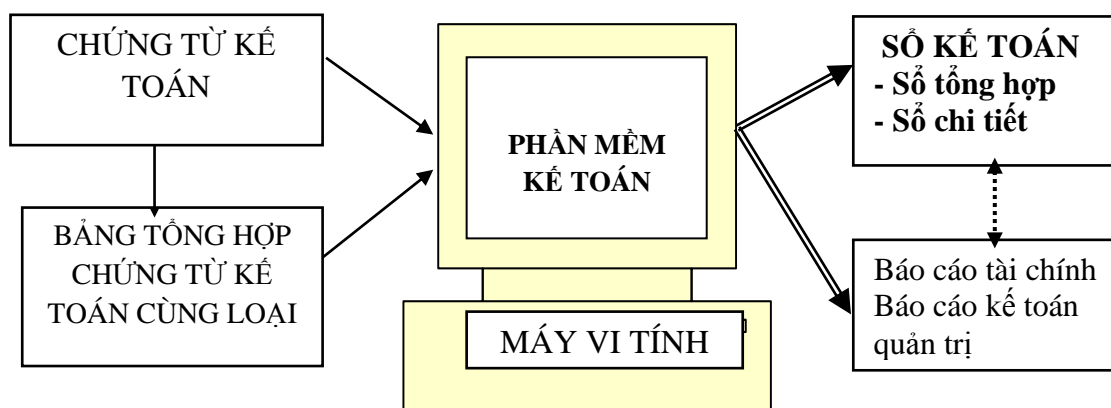 CHỨNG TỪ KẾ
TOÁN
BẢNG TỔNG HỢP
CHỨNG TỪ KẾ
TOÁN CÙNG LOẠI
PHẦN MỀM
KẾ TOÁN
MÁY VI TÍNH
SỔ KẾ TOÁN
- Sổ tổng hợp
- Sổ chi tiết
Báo cáo tài chính
Báo cáo kế toán
quản trị